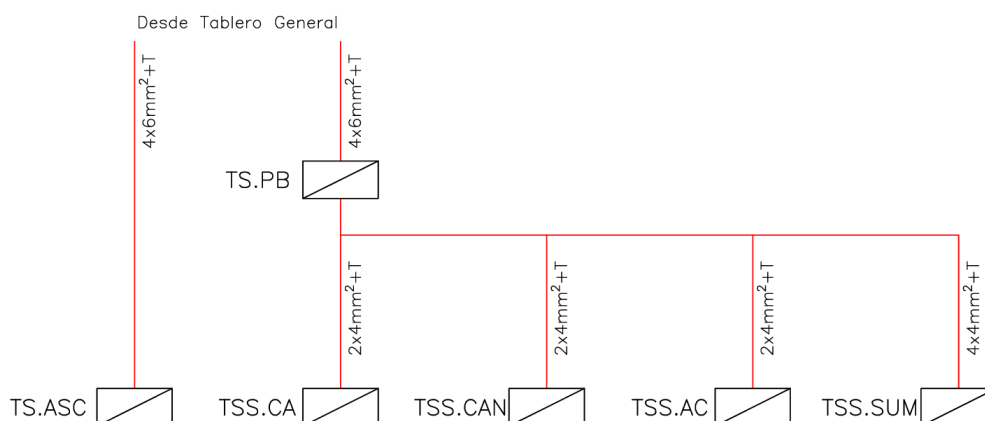 Desde Tablero General
4x6mm²+T
4x6mm²+T
TS.PB
2x4mm²+T
2x4mm²+T
2x4mm²+T
4x4mm²+T
TS.ASC
TSS.CA
TSS.CAN
TSS.AC
TSS.SUM